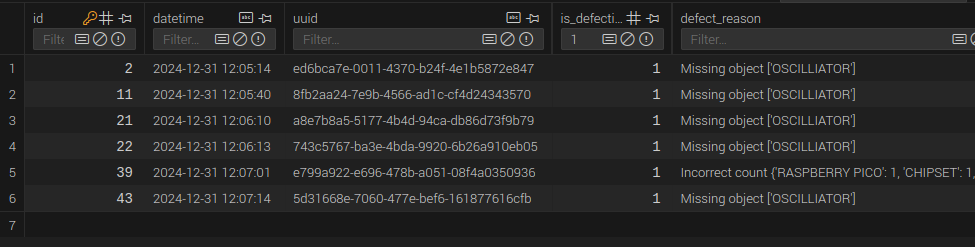 id datetime abc uuid abc is_defecti... defect_reason
Filte Filter... Filter... 1 Filter...
1 2 2024-12-31 12:05:14 ed6bca7e-0011-4370-b24f-4e1b5872e847 1 Missing object ['OSCILLIATOR']
2 11 2024-12-31 12:05:40 8fb2aa24-7e9b-4566-ad1c-cf4d24343570 1 Missing object ['OSCILLIATOR']
3 21 2024-12-31 12:06:10 a8e7b8a5-5177-4b4d-94ca-db86d73f9b79 1 Missing object ['OSCILLIATOR']
4 22 2024-12-31 12:06:13 743c5767-ba3e-4bda-9920-6b26a910eb05 1 Missing object ['OSCILLIATOR']
5 39 2024-12-31 12:07:01 e799a922-e696-478b-a051-08f4a0350936 1 Incorrect count {'RASPBERRY PICO': 1, 'CHIPSET': 1,
6 43 2024-12-31 12:07:14 5d31668e-7060-477e-bef6-161877616cfb 1 Missing object ['OSCILLIATOR']
7